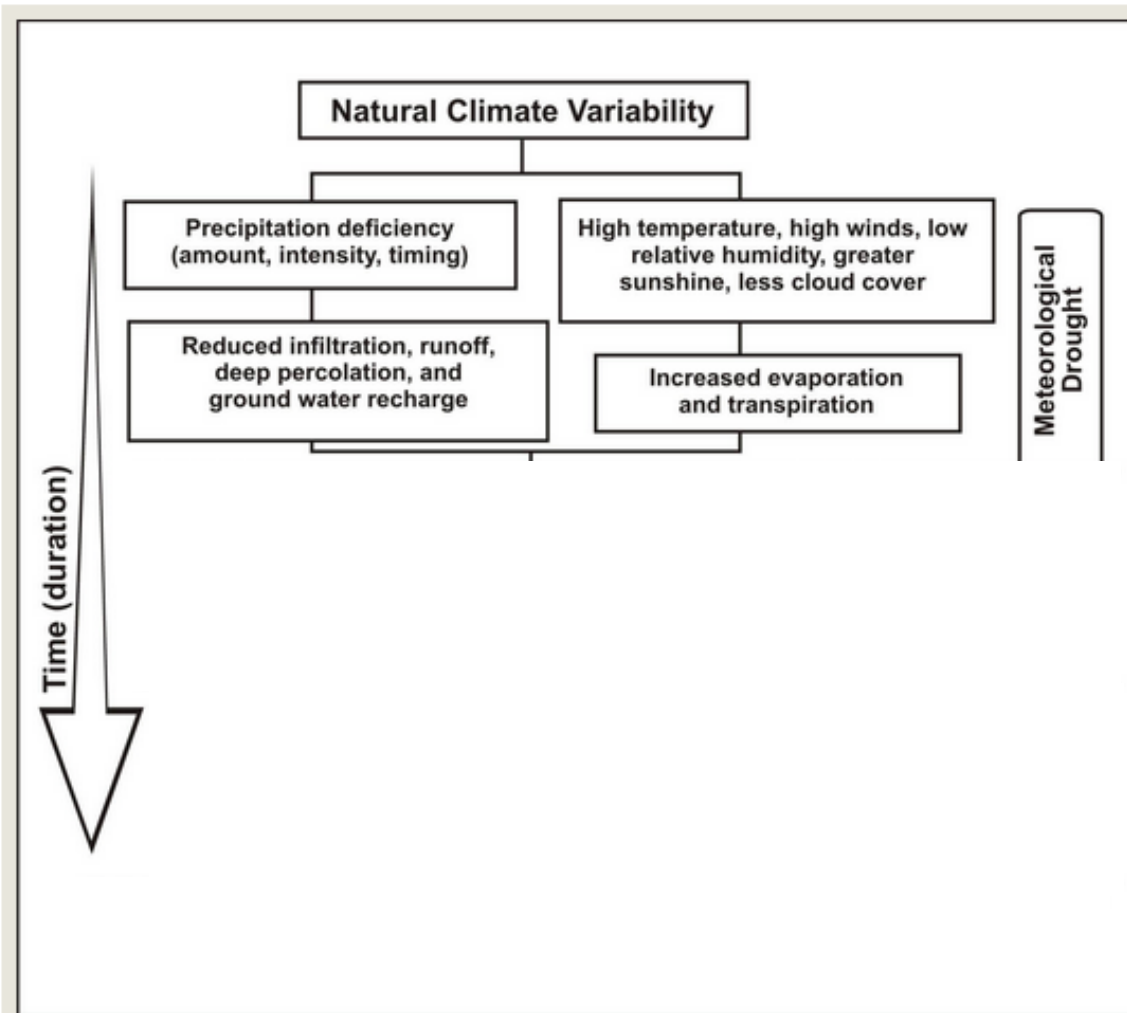 Natural Climate Variability
Precipitation deficiency
(amount, intensity, timing)
High temperature, high winds, low
relative humidity, greater
sunshine, less cloud cover
Reduced infiltration, runoff,
deep percolation, and
ground water recharge
Increased evaporation
and transpiration
Meteorological
Drought
Time (duration)